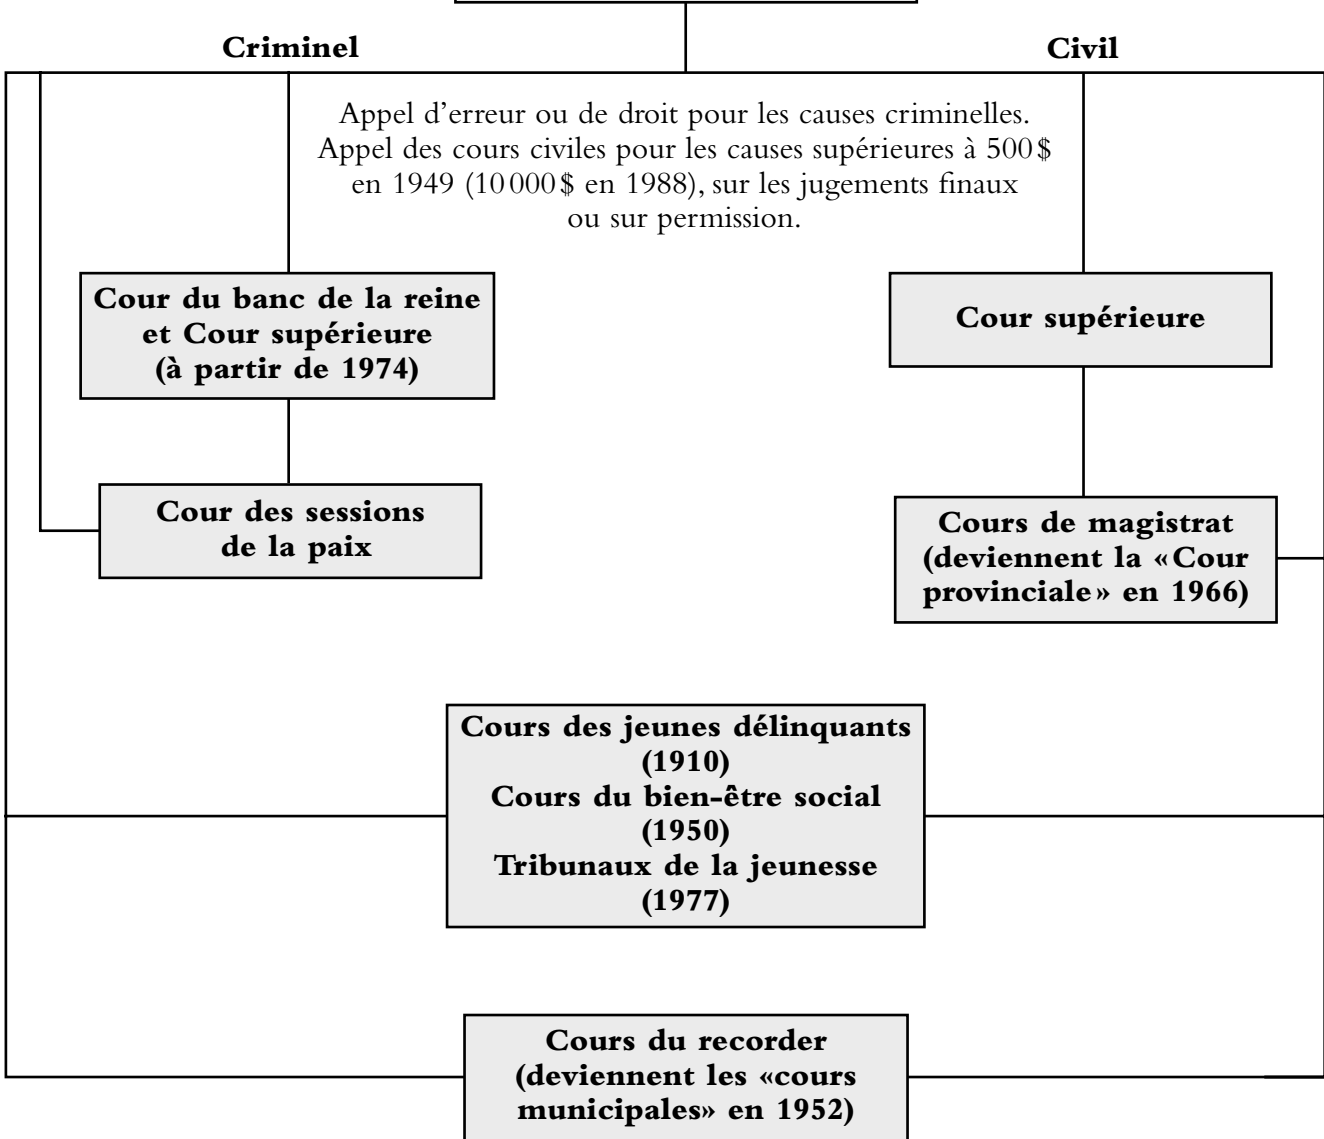 Criminel
Civil
Appel d’erreur ou de droit pour les causes criminelles.
Appel des cours civiles pour les causes supérieures à 500 $
en 1949 (10 000 $ en 1988), sur les jugements finaux
ou sur permission.
Cour du banc de la reine
et Cour supérieure
(à partir de 1974)
Cour supérieure
Cour des sessions
de la paix
Cours de magistrat
(deviennent la «Cour
provinciale» en 1966)
Cours des jeunes délinquants
(1910)
Cours du bien-être social
(1950)
Tribunaux de la jeunesse
(1977)
Cours du recorder
(deviennent les «cours
municipales» en 1952)